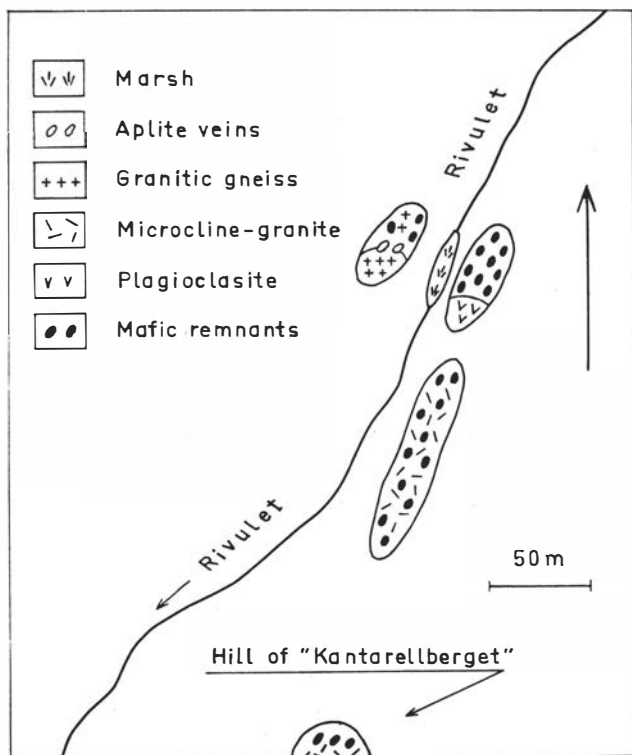 Marsh
Aplite veins
Granitic gneiss
Microcline-granite
Plagioclasite
Mafic remnants
Rivulet
50 m
Rivulet
Hill of "Kantarellberget"